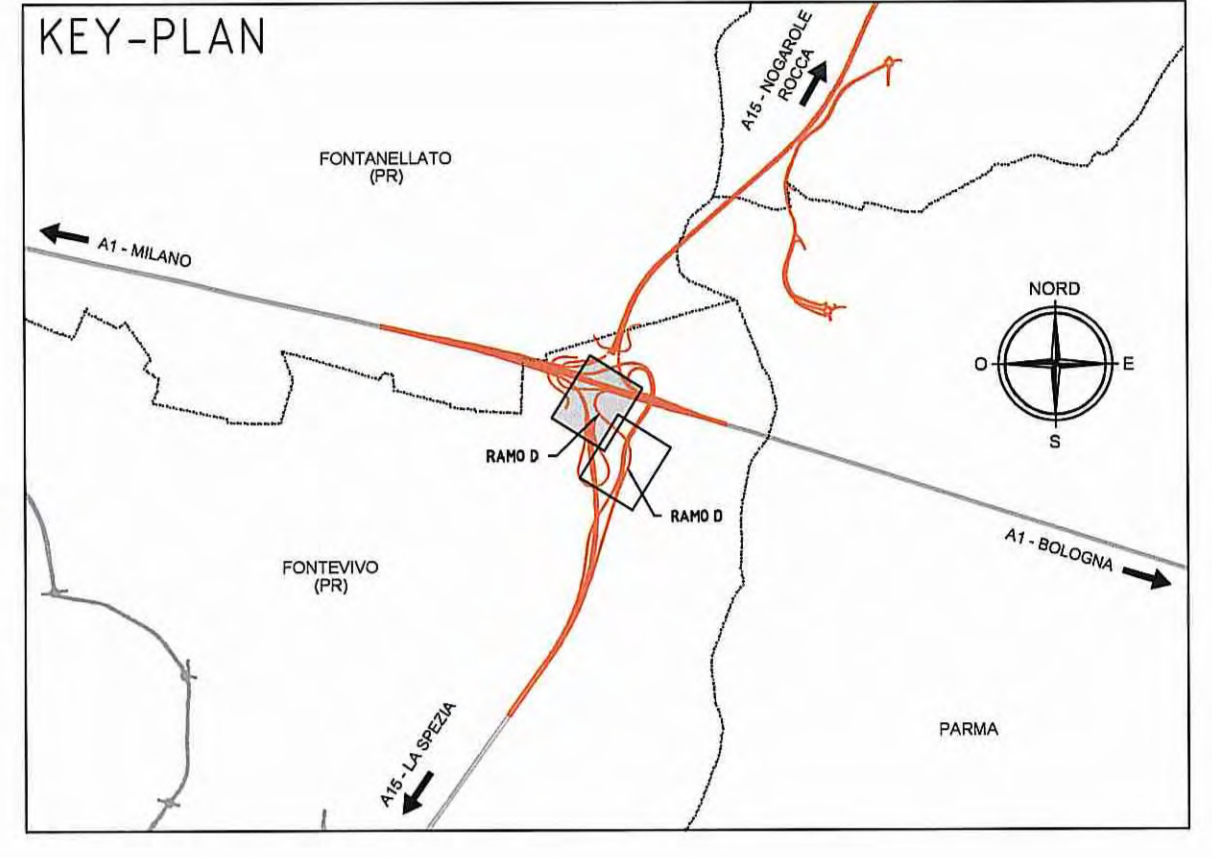 KEY-PLAN
A15 - NOGAROLE
ROCCA
FONTANELLATO
(PR)
A1 - MILANO
NORD
O
E
S
RAMO D
RAMO D
A1 - BOLOGNA
FONTEVIVO
(PR)
A15 - LA SPEZIA
PARMA